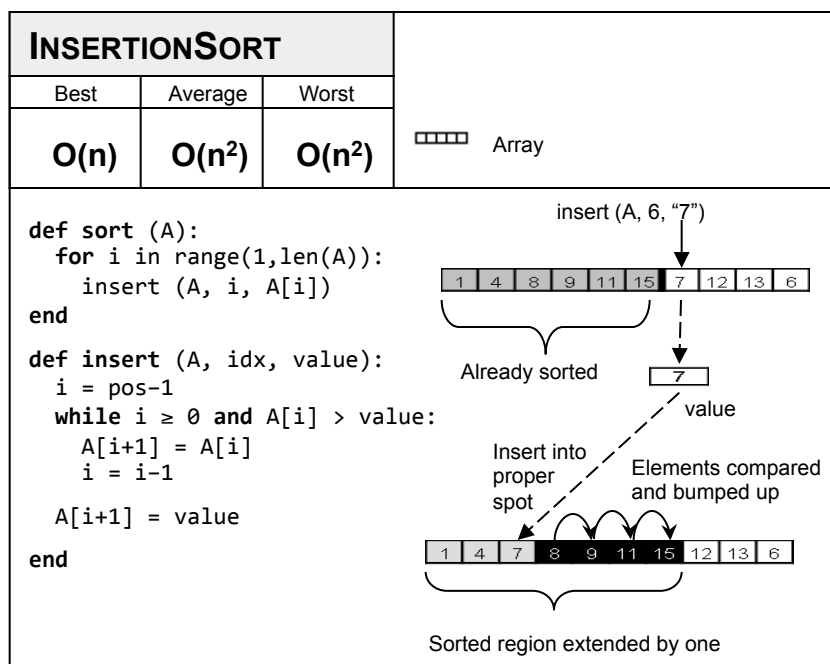 INSERTIONSORT
Best Average Worst
O(n) O(n²) O(n²)
Array
def sort (A):
for i in range(1,len(A)):
insert (A, i, A[i])
end
def insert (A, idx, value):
i = pos–1
while i ≥ 0 and A[i] > value:
A[i+1] = A[i]
i = i–1
A[i+1] = value
end
insert (A, 6, “7”)
1 4 8 9 11 15 7 12 13 6
Already sorted
7
value
Insert into
proper
spot
Elements compared
and bumped up
1 4 7 8 9 11 15 12 13 6
Sorted region extended by one